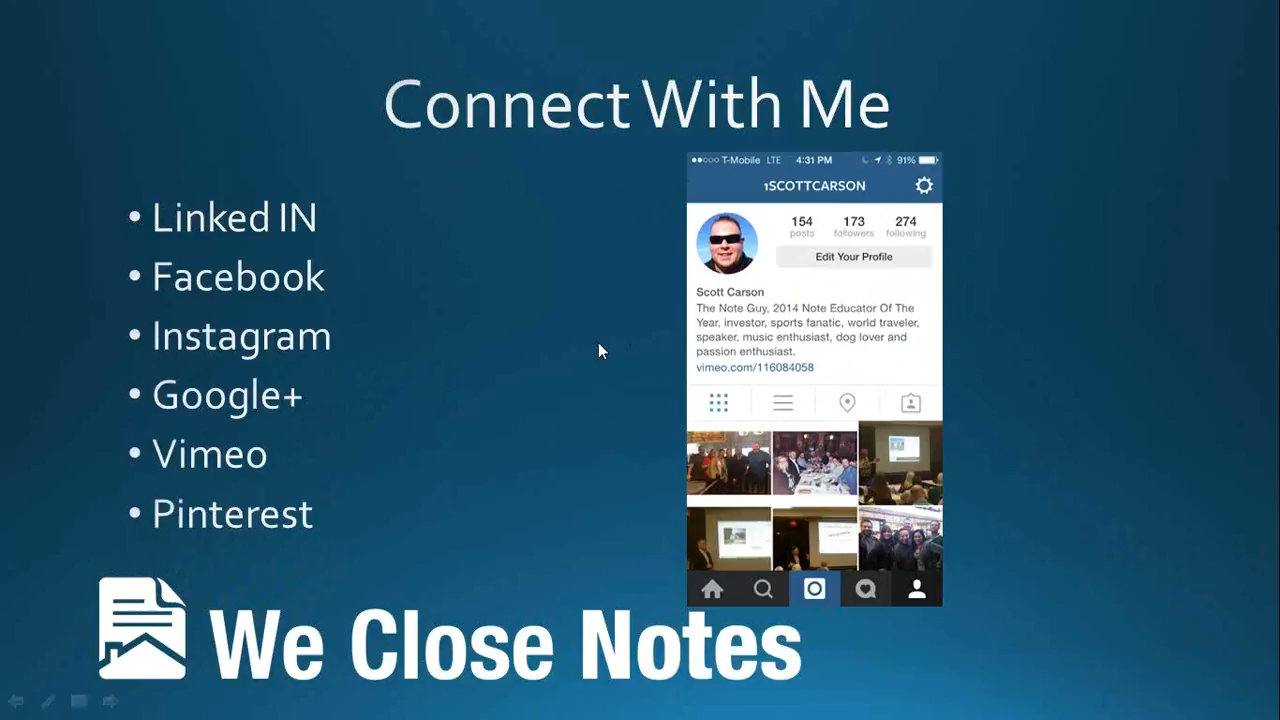 Connect With Me
• Linked IN
• Facebook
• Instagram
• Google+
• Vimeo
• Pinterest
T-Mobile LTE 4:31 PM 91%
1SCOTTCARSON
154 173 274
posts followers following
Edit Your Profile
Scott Carson
The Note Guy, 2014 Note Educator Of The
Year, investor, sports fanatic, world traveler,
speaker, music enthusiast, dog lover and
passion enthusiast.
vimeo.com/116084058
We Close Notes